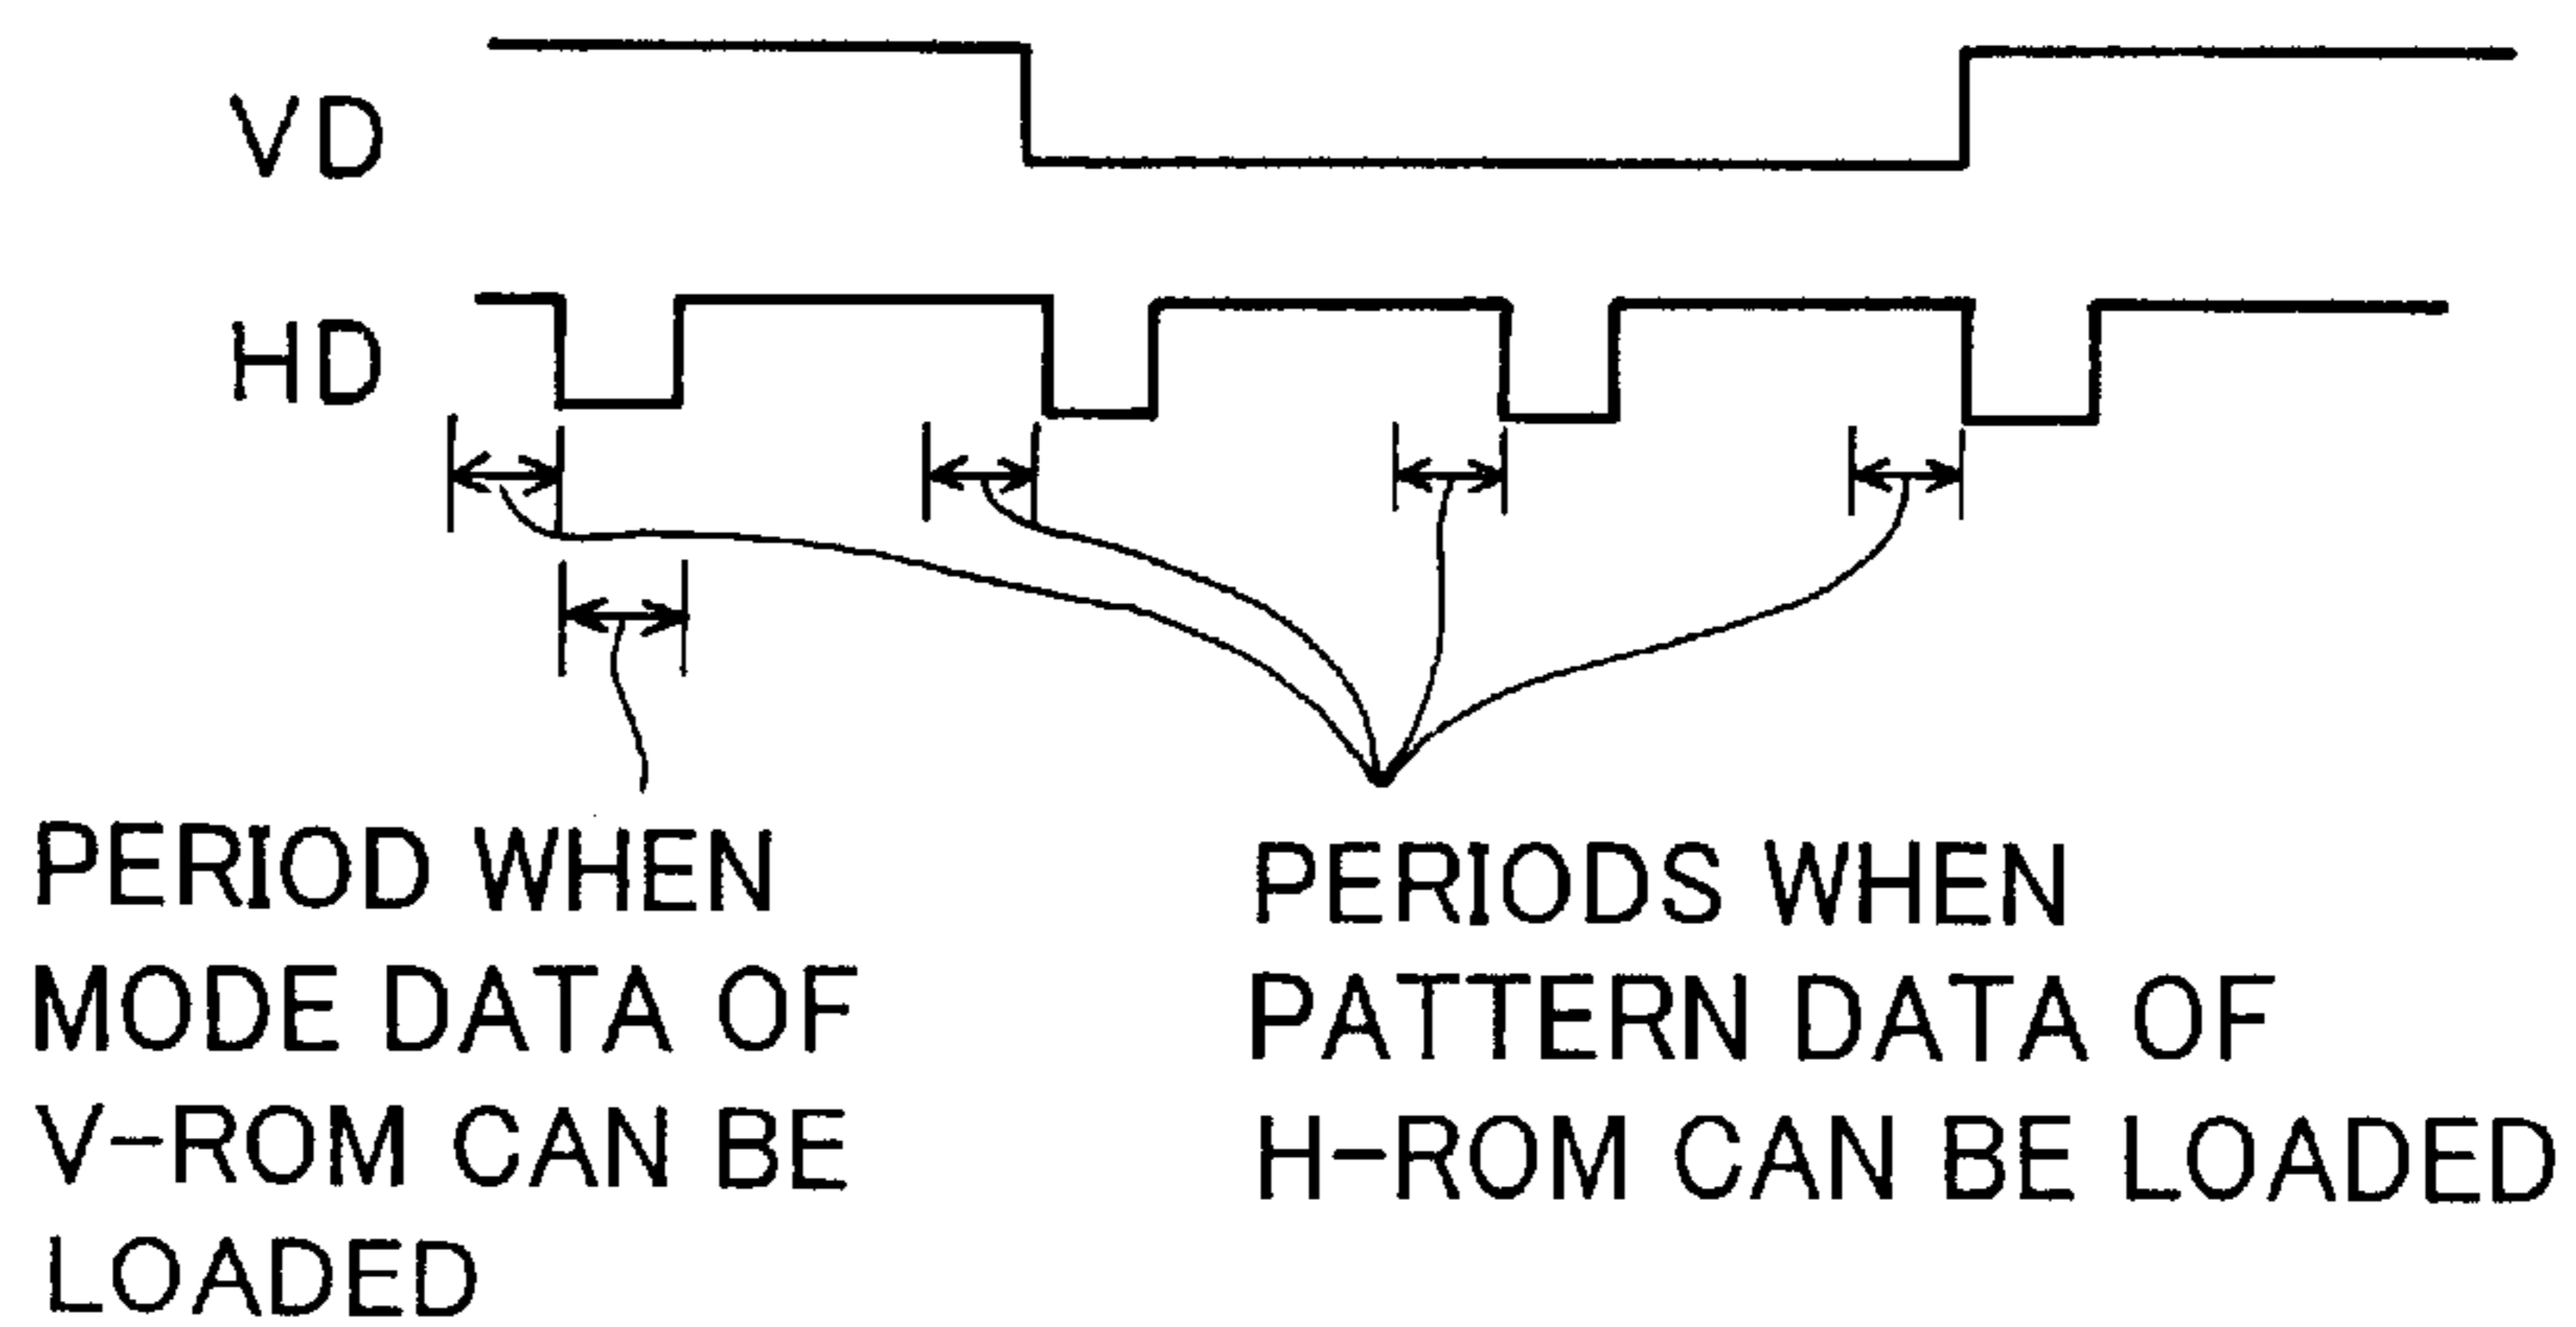 VD
HD
PERIOD WHEN
MODE DATA OF
V-ROM CAN BE
LOADED
PERIODS WHEN
PATTERN DATA OF
H-ROM CAN BE LOADED